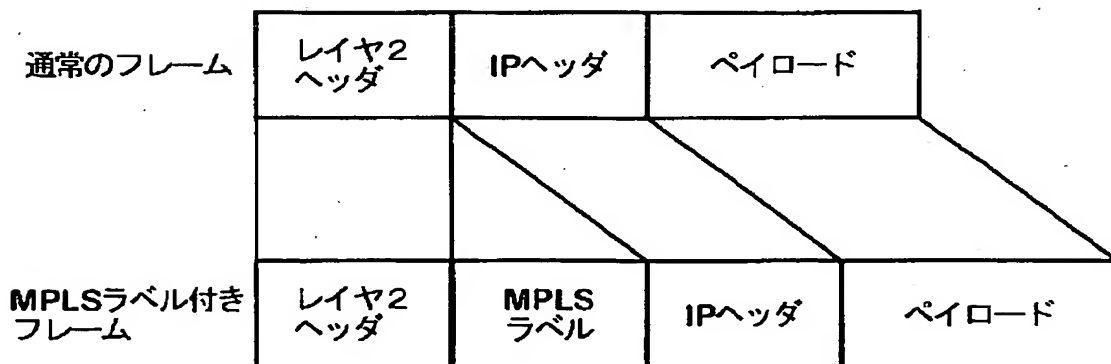 通常のフレーム
レイヤ2
ヘッダ
IPヘッダ
ペイロード
MPLSラベル付き
フレーム
レイヤ2
ヘッダ
MPLS
ラベル
IPヘッダ
ペイロード